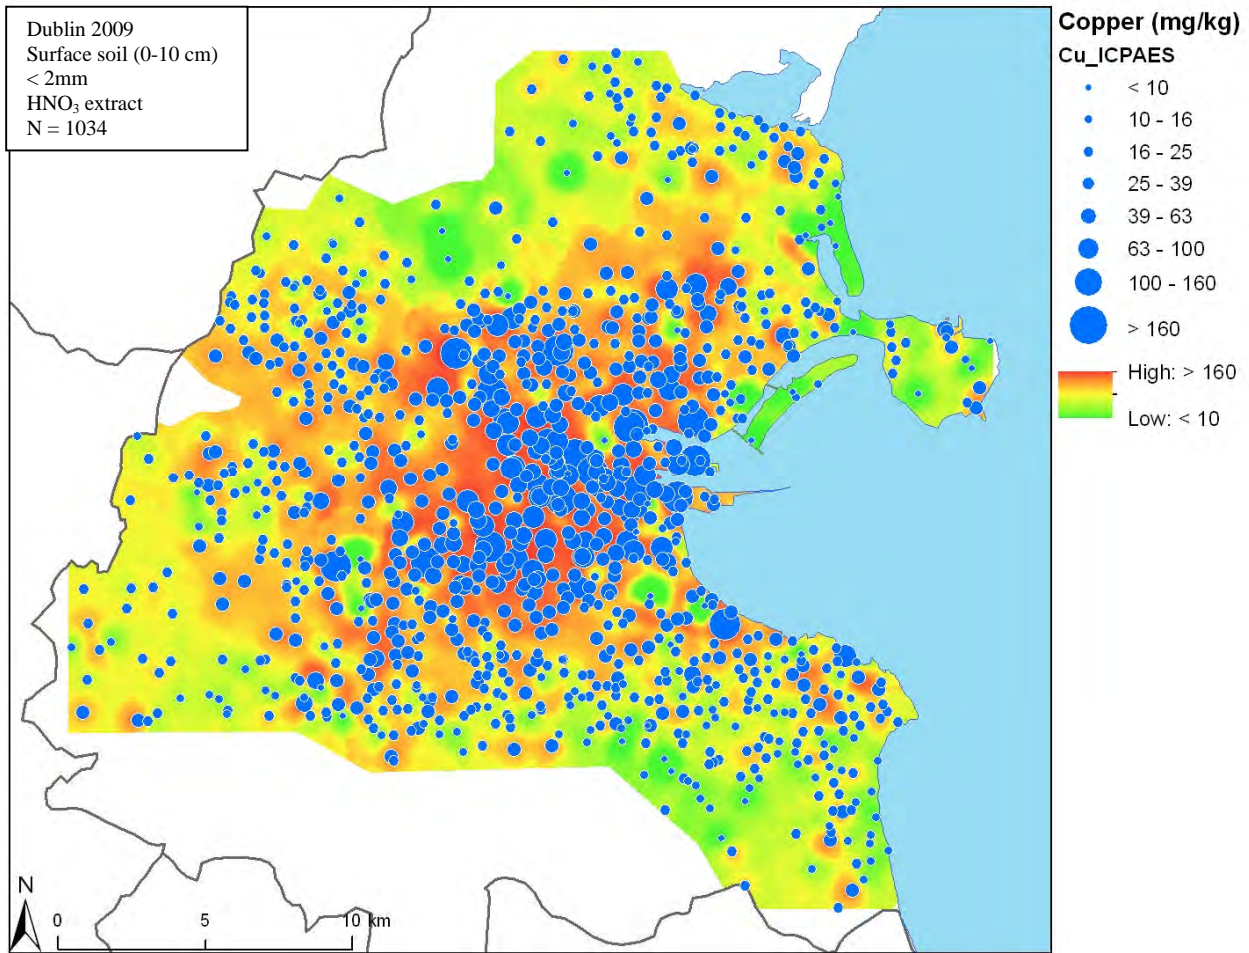 Dublin 2009
Surface soil (0-10 cm)
< 2mm
HNO₃ extract
N = 1034
Copper (mg/kg)
Cu_ICPAES
< 10
10 - 16
16 - 25
25 - 39
39 - 63
63 - 100
100 - 160
> 160
High: > 160
Low: < 10
N
0 5 10 km